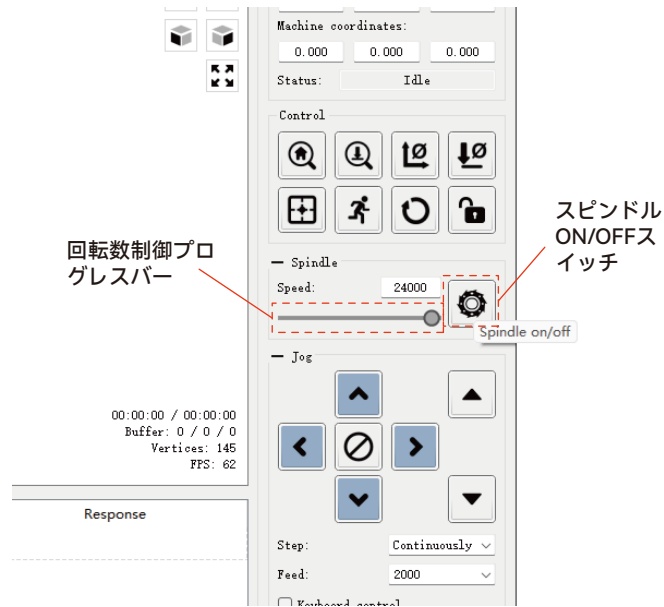 Machine coordinates:
0.000 0.000 0.000
Status: Idle
Control
スピンドル
ON/OFFス
イッチ
回転数制御プロ
グレスバー
Spindle
Speed: 24000
Spindle on/off
Jog
00:00:00 / 00:00:00
Buffer: 0 / 0 / 0
Vertices: 145
FPS: 62
Response
Step: Continuously
Feed: 2000
Keyboard control